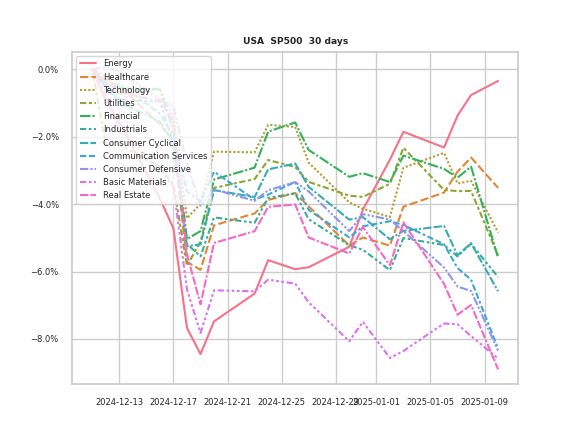 USA SP500 30 days
0.0%
−2.0%
−4.0%
−6.0%
−8.0%
Energy
Healthcare
Technology
Utilities
Financial
Industrials
Consumer Cyclical
Communication Services
Consumer Defensive
Basic Materials
Real Estate
2024-12-13 2024-12-17 2024-12-21 2024-12-25 2024-12-29 2025-01-01 2025-01-05 2025-01-09